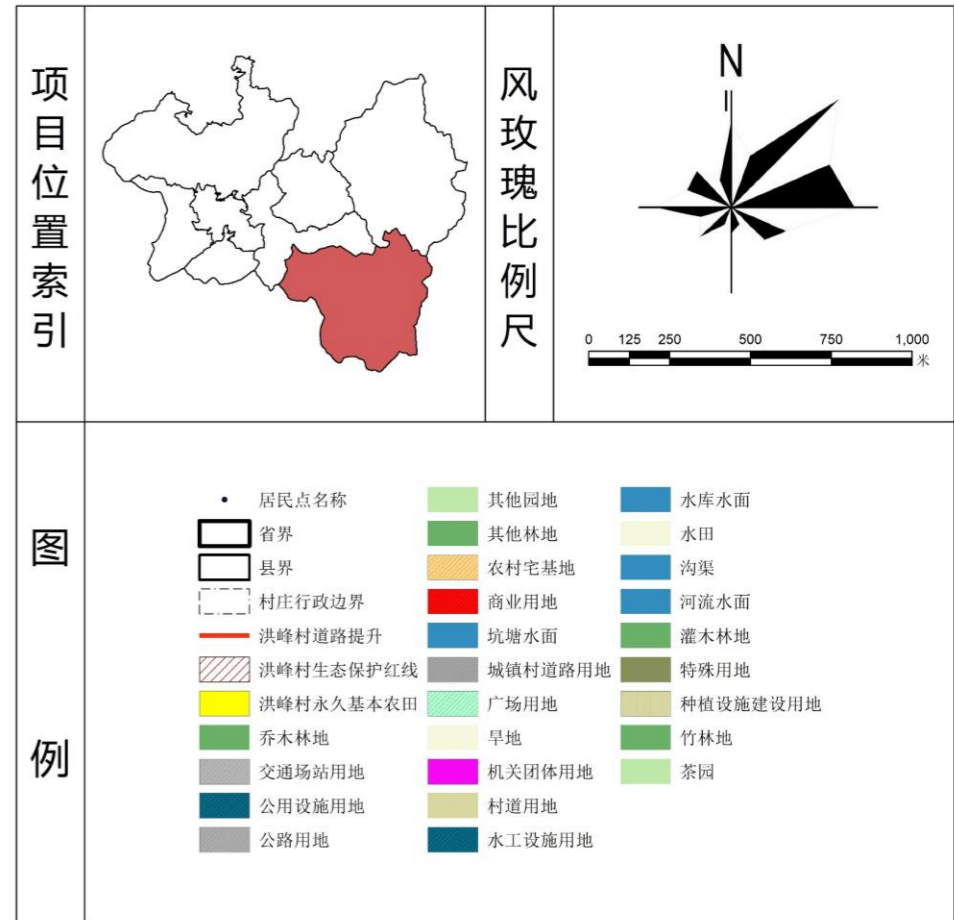 项目位置索引
风玫瑰比例尺
N
0 125 250 500 750 1,000
米
图例
居民点名称
省界
县界
村庄行政边界
洪峰村道路提升
洪峰村生态保护红线
洪峰村永久基本农田
乔木林地
交通场站用地
公用设施用地
公路用地
其他园地
其他林地
农村宅基地
商业用地
坑塘水面
城镇村道路用地
广场用地
旱地
机关团体用地
村道用地
水工设施用地
水库水面
水田
沟渠
河流水面
灌木林地
特殊用地
种植设施建设用地
竹林地
茶园